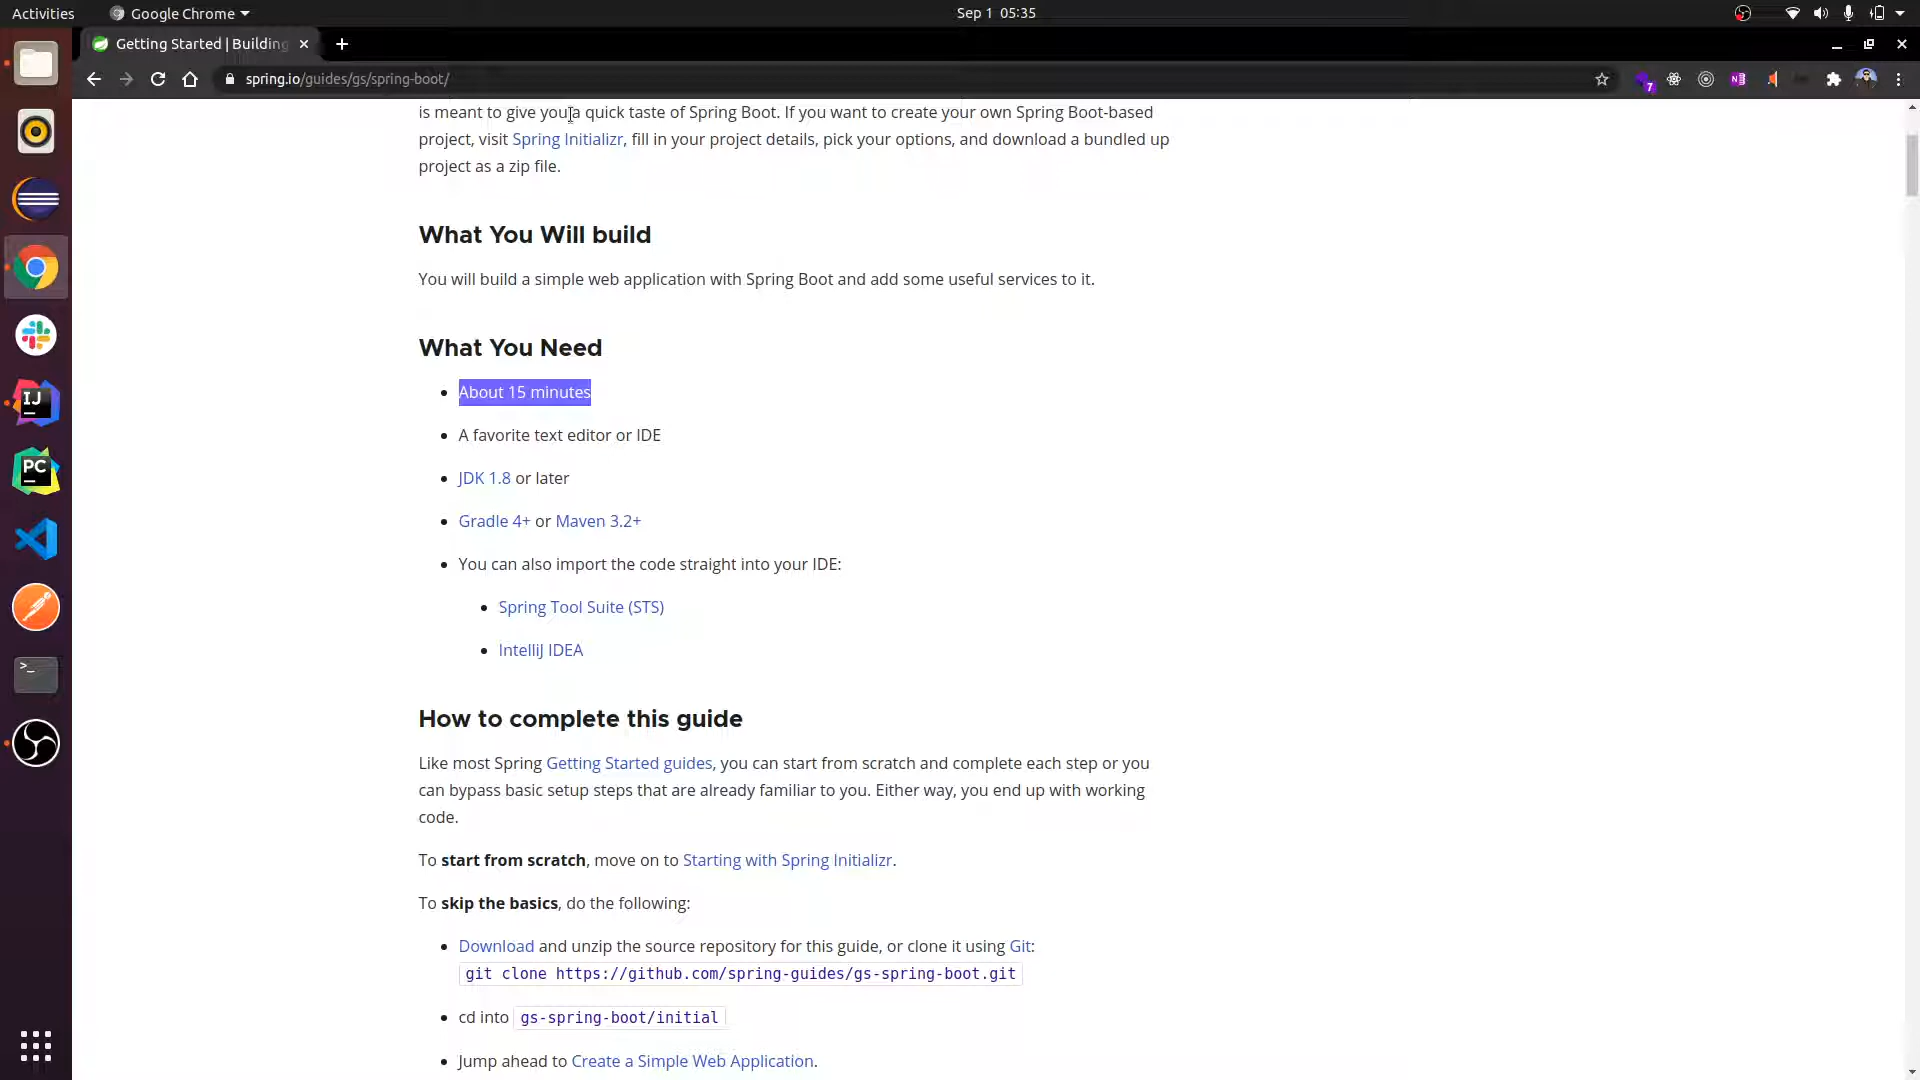 Activities
Google Chrome
Sep 1 05:35
Getting Started | Building
spring.io/guides/gs/spring-boot/
7
N
is meant to give you a quick taste of Spring Boot. If you want to create your own Spring Boot-based
project, visit Spring Initializr, fill in your project details, pick your options, and download a bundled up
project as a zip file.
What You Will build
You will build a simple web application with Spring Boot and add some useful services to it.
What You Need
About 15 minutes
A favorite text editor or IDE
JDK 1.8 or later
Gradle 4+ or Maven 3.2+
You can also import the code straight into your IDE:
Spring Tool Suite (STS)
IntelliJ IDEA
How to complete this guide
Like most Spring Getting Started guides, you can start from scratch and complete each step or you
can bypass basic setup steps that are already familiar to you. Either way, you end up with working
code.
To start from scratch, move on to Starting with Spring Initializr.
To skip the basics, do the following:
Download and unzip the source repository for this guide, or clone it using Git:
git clone https://github.com/spring-guides/gs-spring-boot.git
cd into gs-spring-boot/initial
Jump ahead to Create a Simple Web Application.
IJ
PC
>_